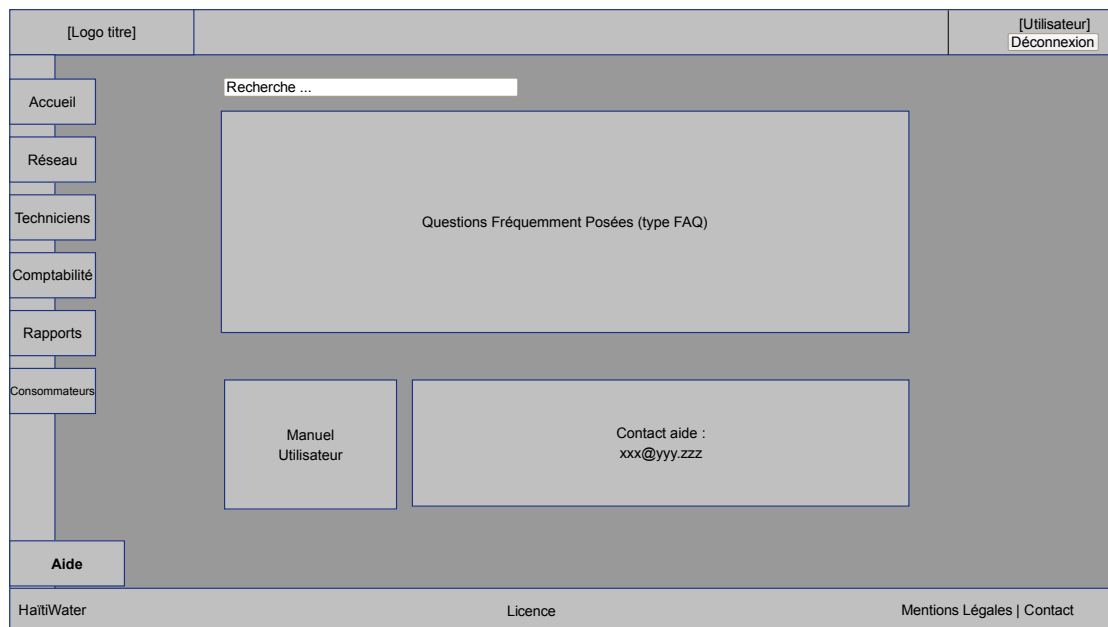 [Logo titre]
[Utilisateur]
Déconnexion
Recherche ...
Accueil
Réseau
Techniciens
Comptabilité
Rapports
Consommateurs
Questions Fréquemment Posées (type FAQ)
Manuel
Utilisateur
Contact aide :
xxx@yyy.zzz
Aide
HaïtiWater
Licence
Mentions Légales | Contact